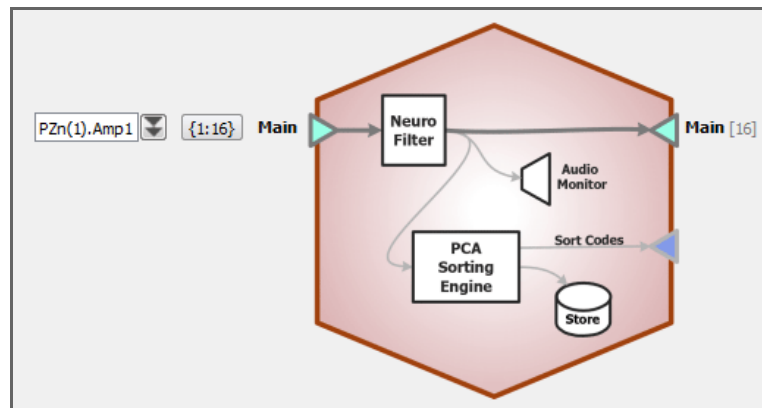 PZn(1).Amp1 {1:16} Main
Neuro
Filter
Main [16]
Audio
Monitor
PCA
Sorting
Engine
Sort Codes
Store